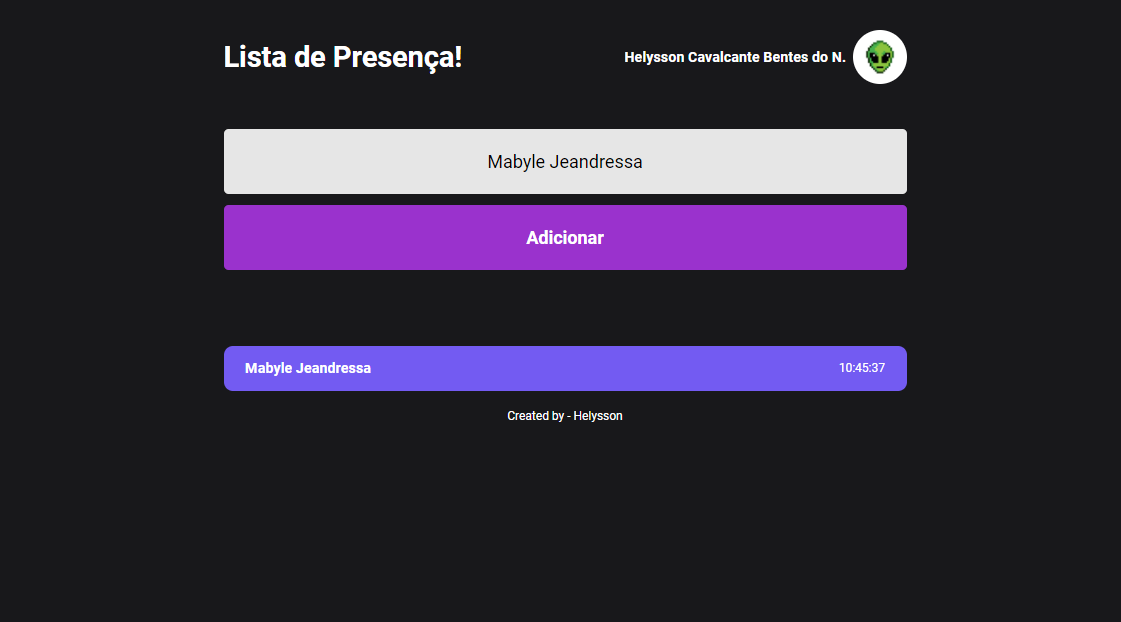 Lista de Presença!
Helysson Cavalcante Bentes do N.
Mabyle Jeandressa
Adicionar
Mabyle Jeandressa
10:45:37
Created by - Helysson